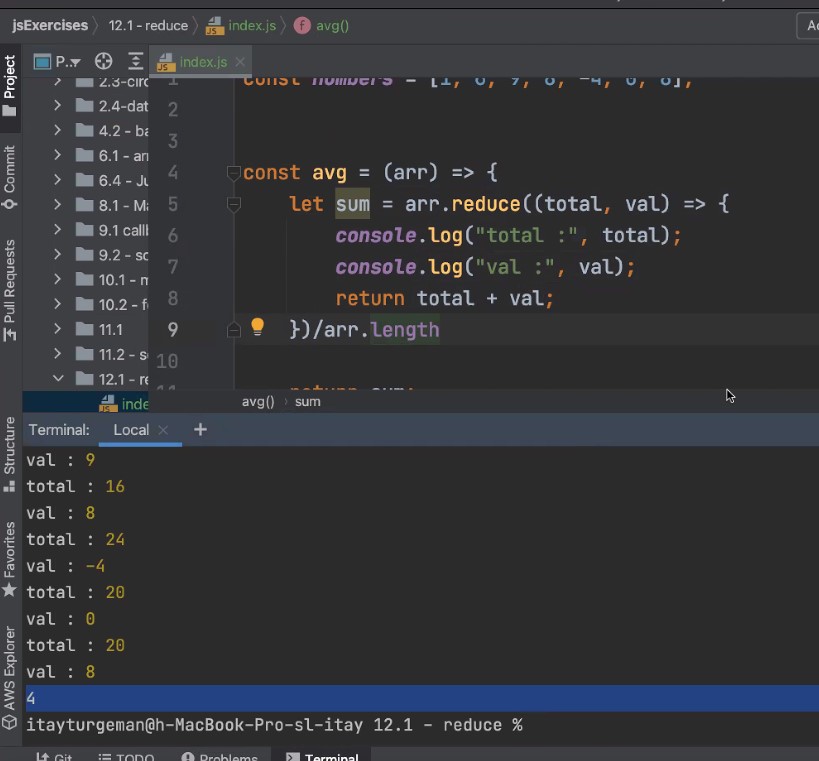 jsExercises 12.1 - reduce index.js avg()
P.. index.js
Project
Commit
Pull Requests
Structure
Favorites
AWS Explorer
2.3-circ
2.4-dat
4.2 - ba
6.1 - arr
6.4 - Ju
8.1 - Ma
9.1 callb
9.2 - so
10.1 - m
10.2 - f
11.1
11.2 - s
12.1 - re
inde
1 const numbers = [1, 6, 9, 8, -4, 0, 8];
2
3
4 const avg = (arr) => {
5 let sum = arr.reduce((total, val) => {
6 console.log("total :", total);
7 console.log("val :", val);
8 return total + val;
9 })/arr.length
10
11 return sum;
avg() sum
Terminal: Local +
val : 9
total : 16
val : 8
total : 24
val : -4
total : 20
val : 0
total : 20
val : 8
4
itayturgeman@h-MacBook-Pro-sl-itay 12.1 - reduce %
Git TODO Problems Terminal